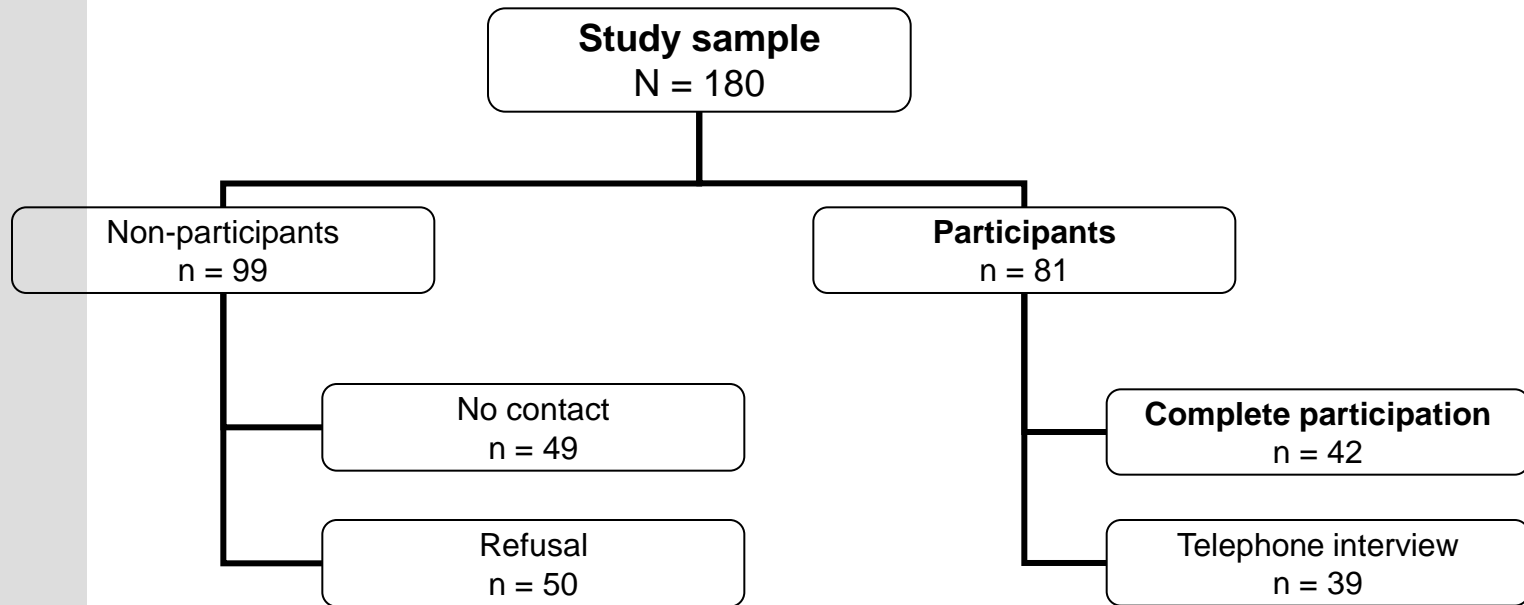 Study sample
N = 180
Non-participants
n = 99
Participants
n = 81
No contact
n = 49
Complete participation
n = 42
Refusal
n = 50
Telephone interview
n = 39